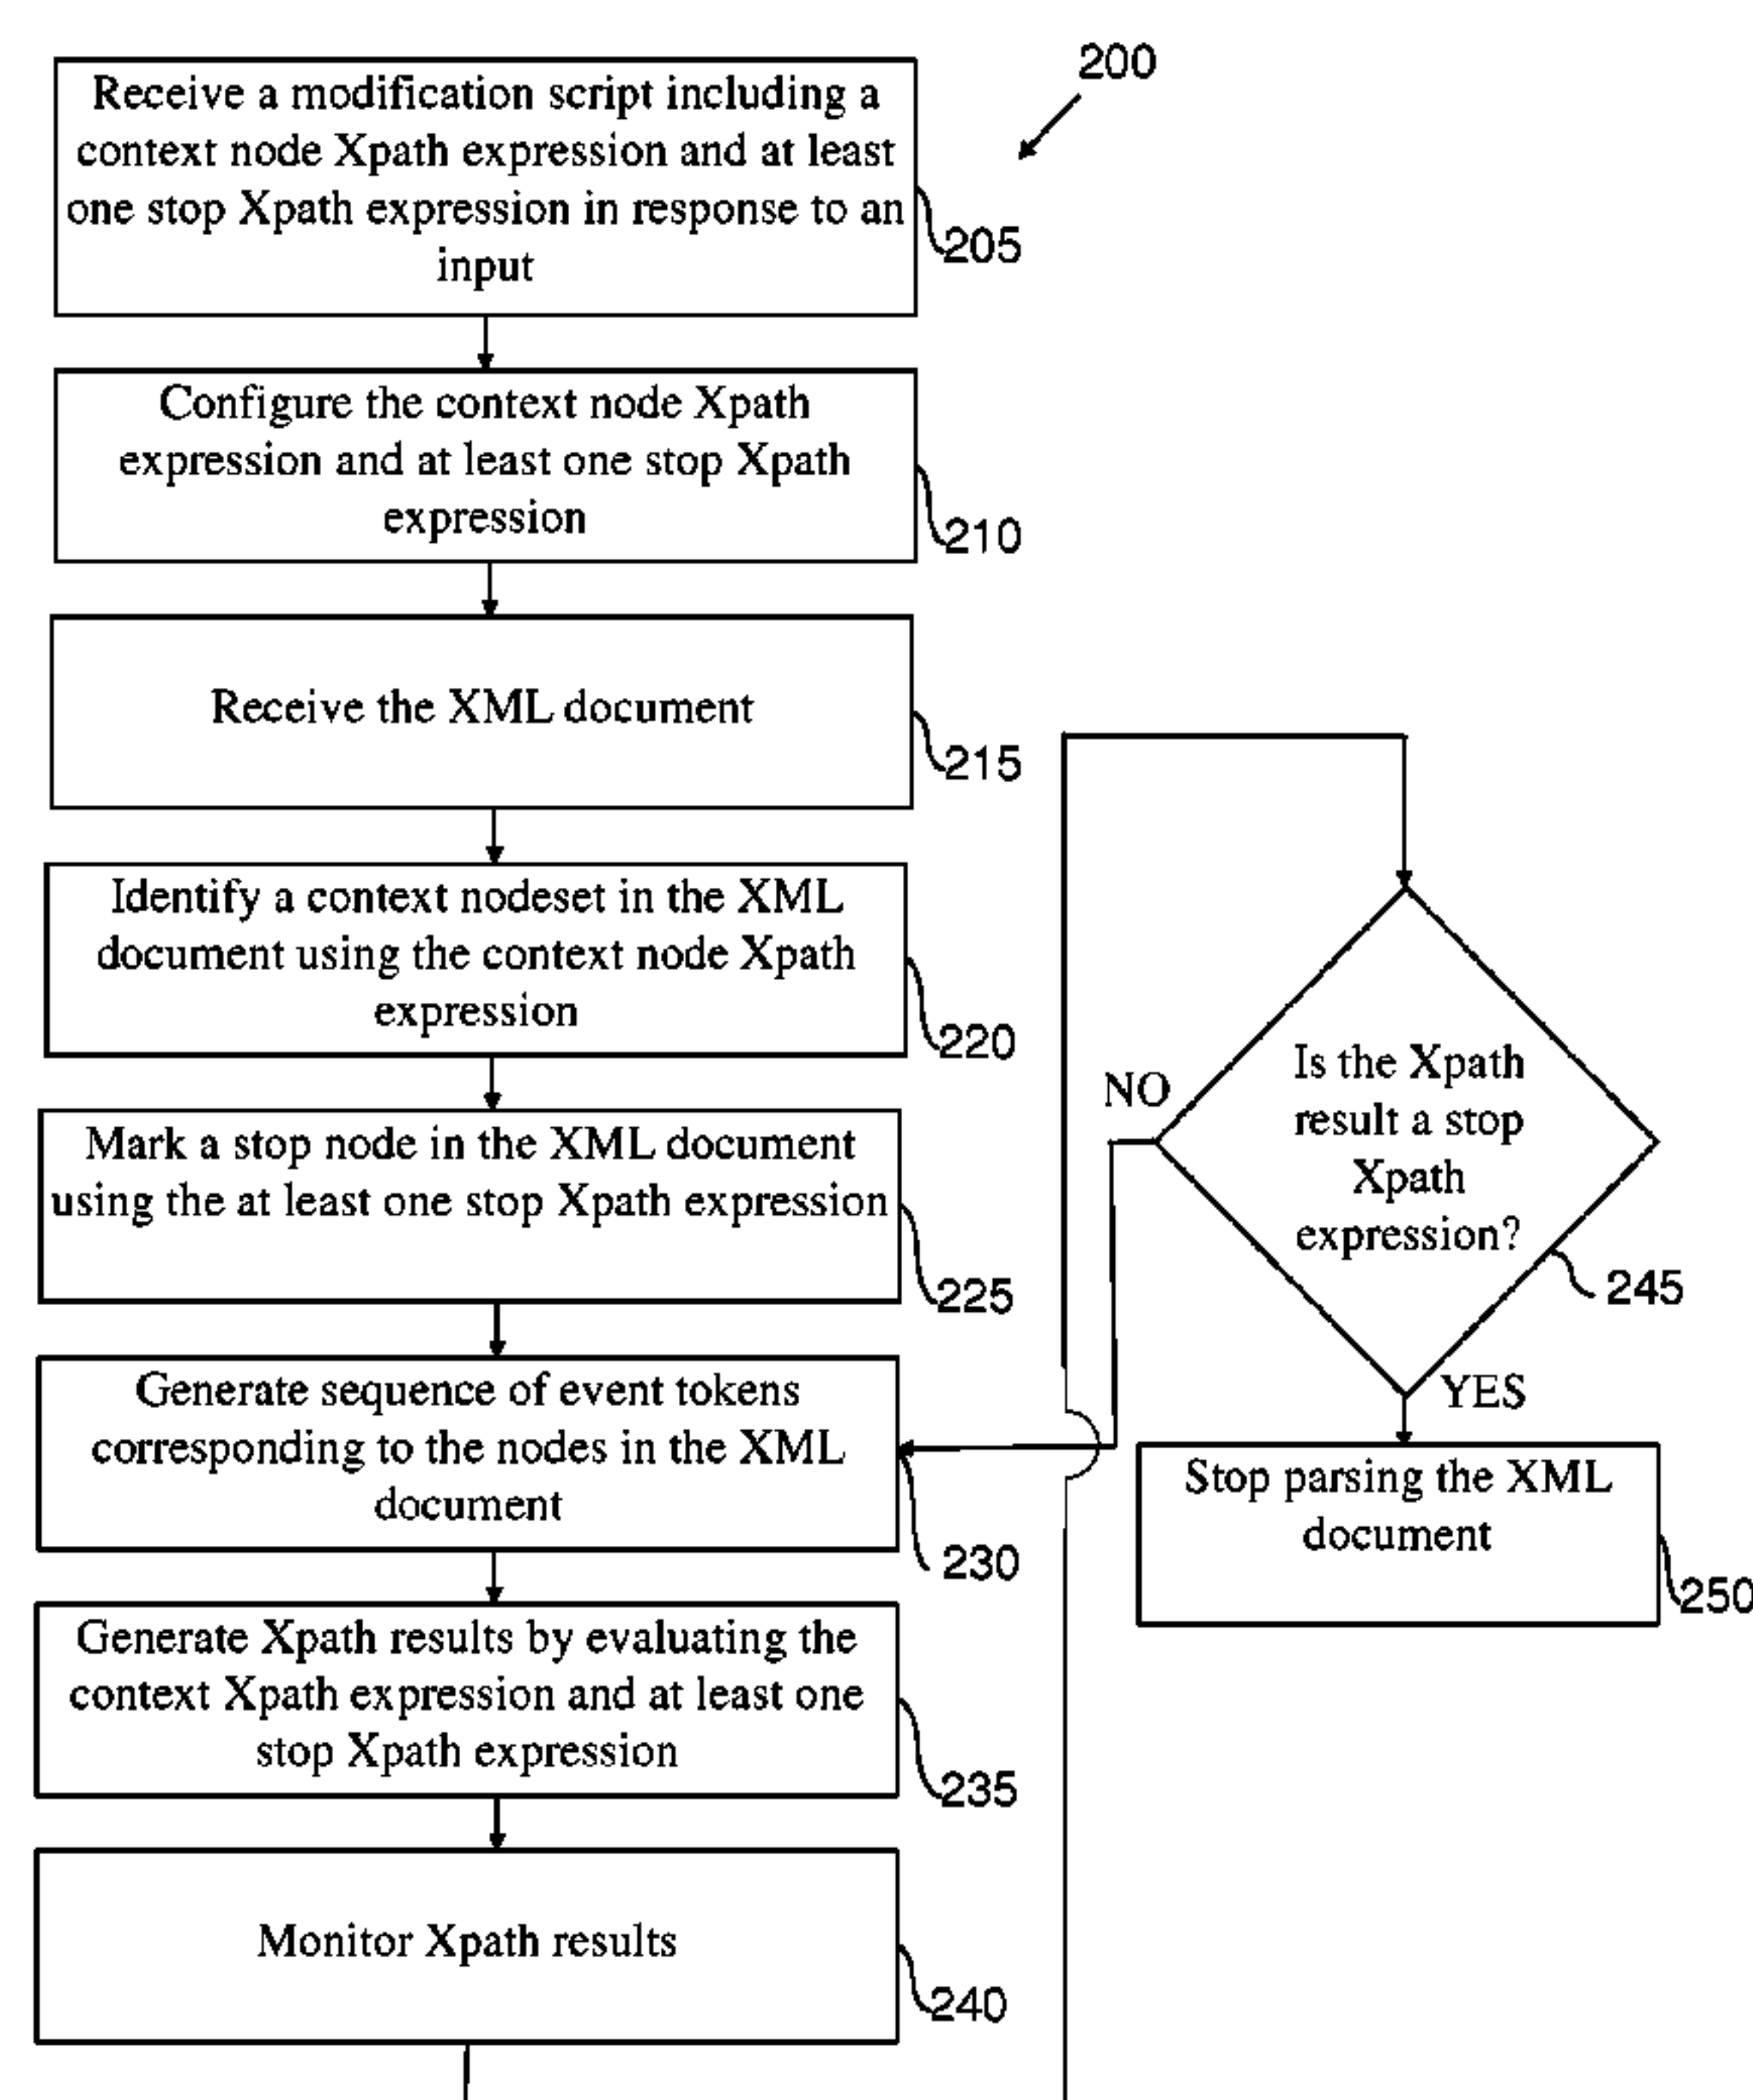 200
Receive a modification script including a
context node Xpath expression and at least
one stop Xpath expression in response to an
input
205
Configure the context node Xpath
expression and at least one stop Xpath
expression
210
Receive the XML document
215
Identify a context nodeset in the XML
document using the context node Xpath
expression
220
Mark a stop node in the XML document
using the at least one stop Xpath expression
225
Generate sequence of event tokens
corresponding to the nodes in the XML
document
230
Generate Xpath results by evaluating the
context Xpath expression and at least one
stop Xpath expression
235
Monitor Xpath results
240
Is the Xpath
result a stop
Xpath
expression?
245
NO
YES
Stop parsing the XML
document
250